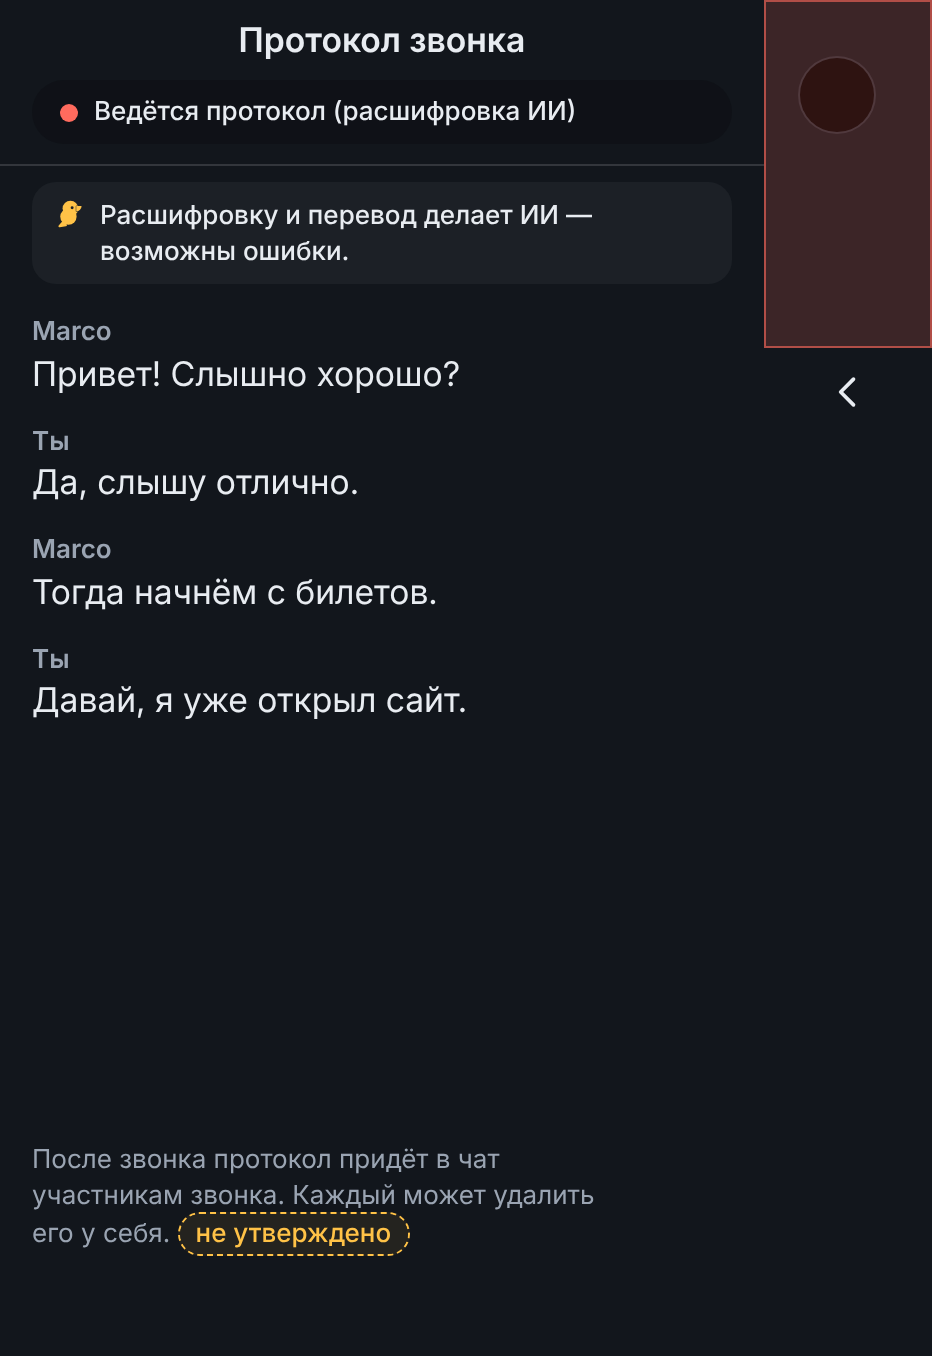 Протокол звонка
Ведётся протокол (расшифровка ИИ)
Расшифровку и перевод делает ИИ —
возможны ошибки.
Marco
Привет! Слышно хорошо?
Ты
Да, слышу отлично.
Marco
Тогда начнём с билетов.
Ты
Давай, я уже открыл сайт.
После звонка протокол придёт в чат
участникам звонка. Каждый может удалить
его у себя. не утверждено